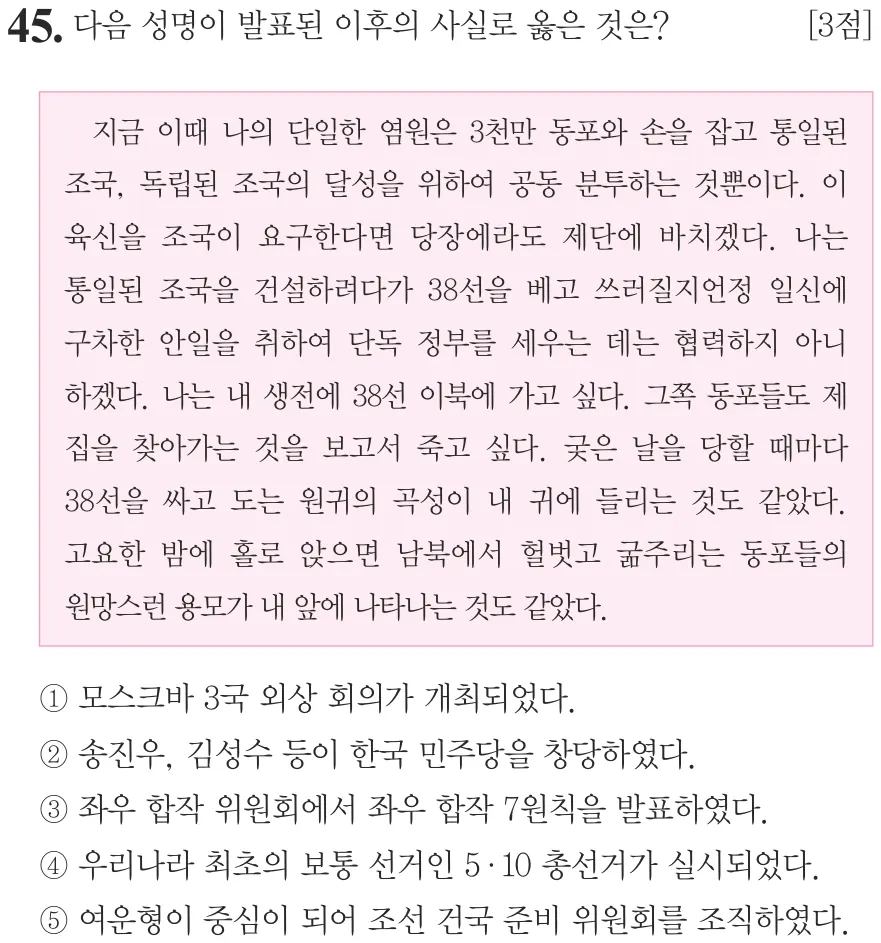 45. 다음 성명이 발표된 이후의 사실로 옳은 것은? [3점]
지금 이때 나의 단일한 염원은 3천만 동포와 손을 잡고 통일된
조국, 독립된 조국의 달성을 위하여 공동 분투하는 것뿐이다. 이
육신을 조국이 요구한다면 당장에라도 제단에 바치겠다. 나는
통일된 조국을 건설하려다가 38선을 베고 쓰러질지언정 일신에
구차한 안일을 취하여 단독 정부를 세우는 데는 협력하지 아니
하겠다. 나는 내 생전에 38선 이북에 가고 싶다. 그쪽 동포들도 제
집을 찾아가는 것을 보고서 죽고 싶다. 궂은 날을 당할 때마다
38선을 싸고 도는 원귀의 곡성이 내 귀에 들리는 것도 같았다.
고요한 밤에 홀로 앉으면 남북에서 헐벗고 굶주리는 동포들의
원망스런 용모가 내 앞에 나타나는 것도 같았다.
① 모스크바 3국 외상 회의가 개최되었다.
② 송진우, 김성수 등이 한국 민주당을 창당하였다.
③ 좌우 합작 위원회에서 좌우 합작 7원칙을 발표하였다.
④ 우리나라 최초의 보통 선거인 5·10 총선거가 실시되었다.
⑤ 여운형이 중심이 되어 조선 건국 준비 위원회를 조직하였다.